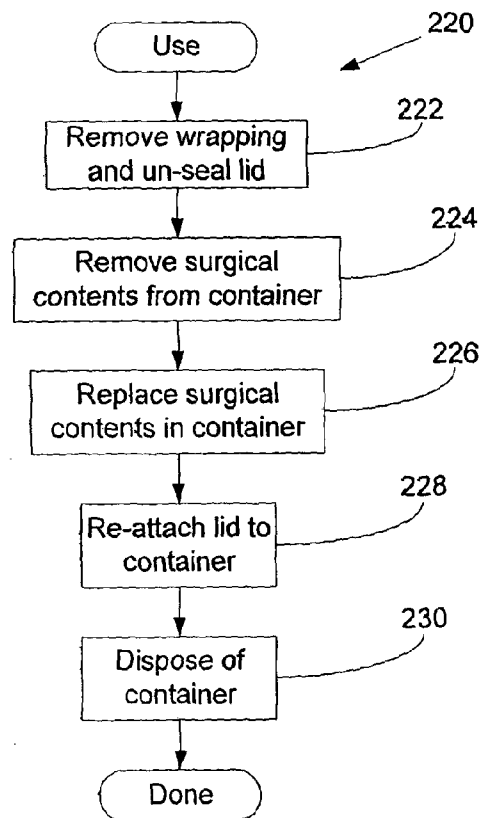 220
Use
222
Remove wrapping
and un-seal lid
224
Remove surgical
contents from container
226
Replace surgical
contents in container
228
Re-attach lid to
container
230
Dispose of
container
Done